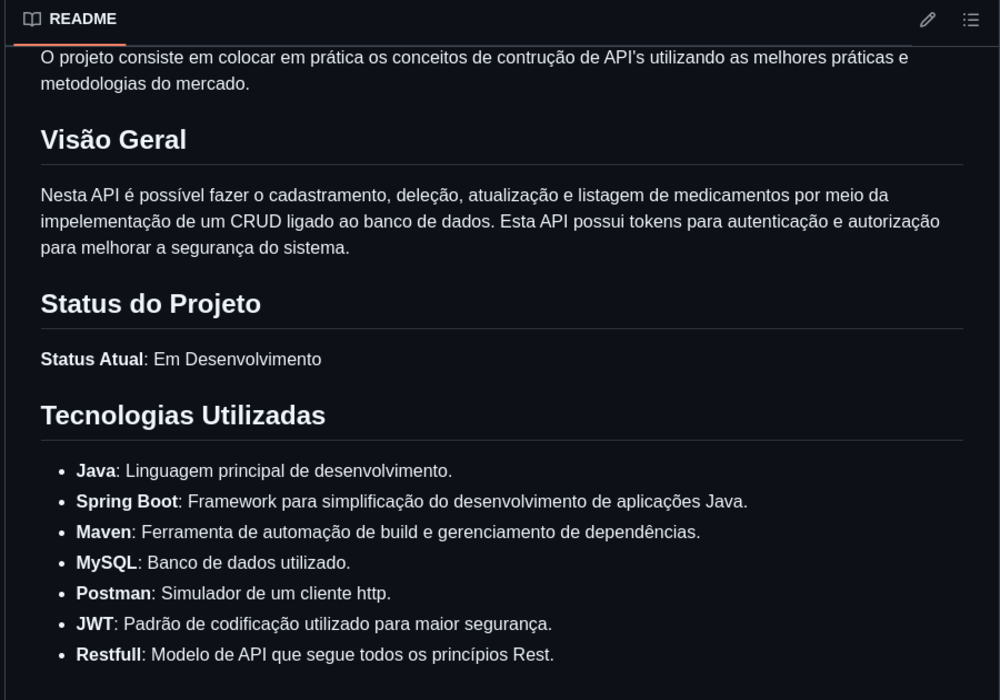 README
O projeto consiste em colocar em prática os conceitos de contrução de API's utilizando as melhores práticas e
metodologias do mercado.
Visão Geral
Nesta API é possível fazer o cadastramento, deleção, atualização e listagem de medicamentos por meio da
impelementação de um CRUD ligado ao banco de dados. Esta API possui tokens para autenticação e autorização
para melhorar a segurança do sistema.
Status do Projeto
Status Atual: Em Desenvolvimento
Tecnologias Utilizadas
• Java: Linguagem principal de desenvolvimento.
• Spring Boot: Framework para simplificação do desenvolvimento de aplicações Java.
• Maven: Ferramenta de automação de build e gerenciamento de dependências.
• MySQL: Banco de dados utilizado.
• Postman: Simulador de um cliente http.
• JWT: Padrão de codificação utilizado para maior segurança.
• Restfull: Modelo de API que segue todos os princípios Rest.